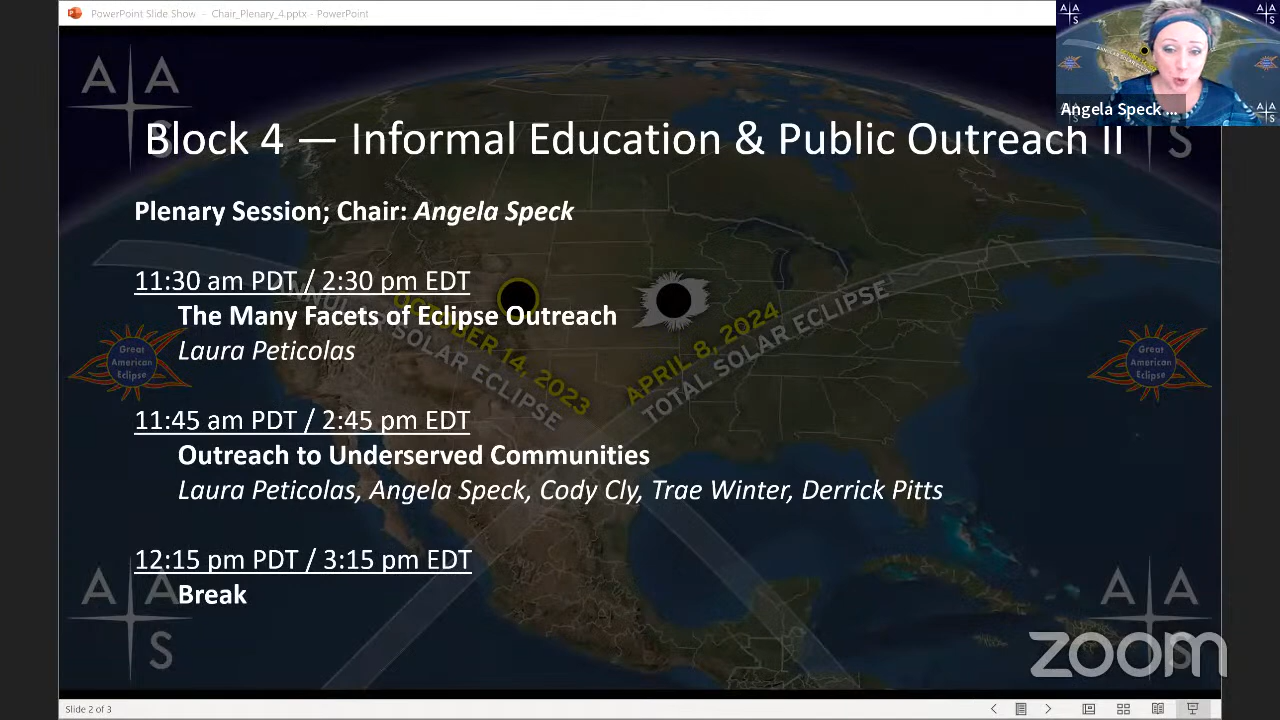 PowerPoint Slide Show - Chair_Plenary_4.pptx - PowerPoint
A A
S
A A
S
Angela Speck ...
A A
S
Block 4 — Informal Education & Public Outreach II
Plenary Session; Chair: Angela Speck
11:30 am PDT / 2:30 pm EDT
The Many Facets of Eclipse Outreach
Laura Peticolas
OCTOBER 14, 2023
ANNULAR SOLAR ECLIPSE
APRIL 8, 2024
TOTAL SOLAR ECLIPSE
Great
American
Eclipse
Great
American
Eclipse
11:45 am PDT / 2:45 pm EDT
Outreach to Underserved Communities
Laura Peticolas, Angela Speck, Cody Cly, Trae Winter, Derrick Pitts
12:15 pm PDT / 3:15 pm EDT
Break
A A
S
A A
S
zoom
Slide 2 of 3